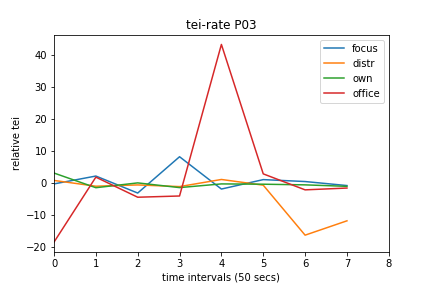 tei-rate P03
relative tei
40
30
20
10
0
−10
−20
focus
distr
own
office
0 1 2 3 4 5 6 7 8
time intervals (50 secs)